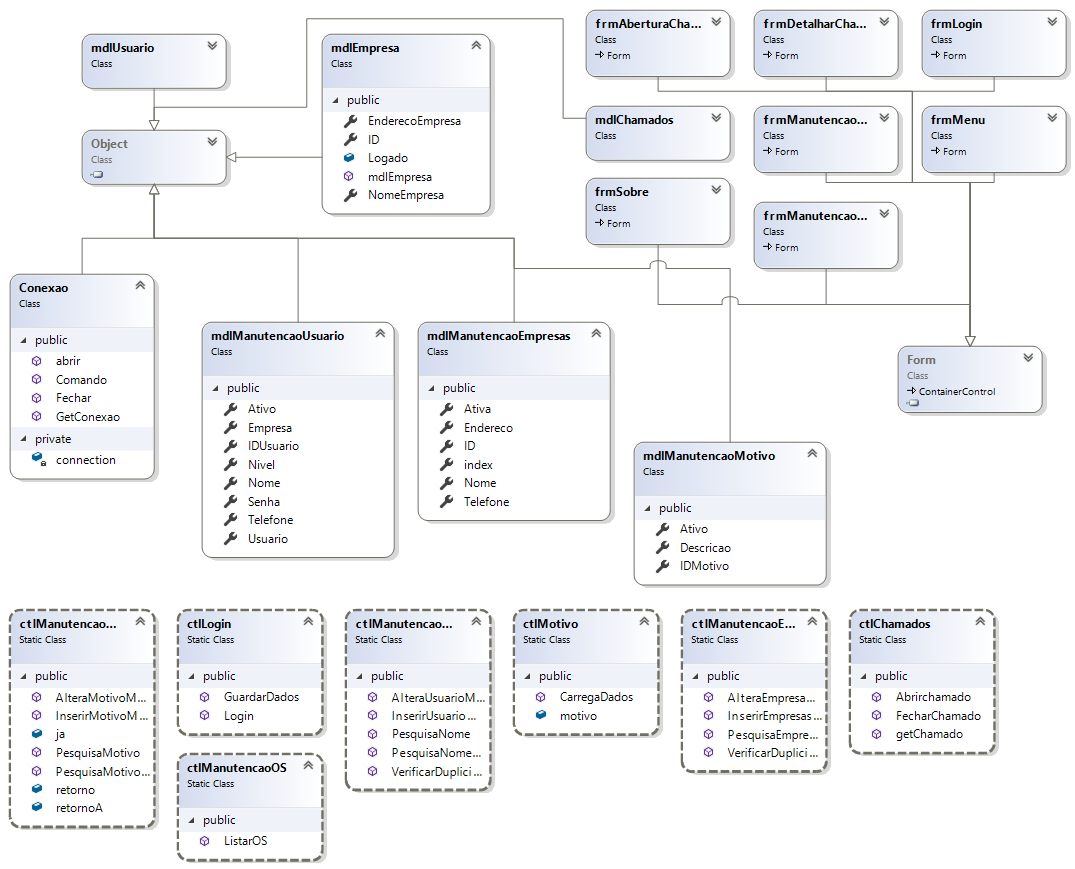 mdlUsuario
Class
Object
Class
mdlEmpresa
Class
public
EnderecoEmpresa
ID
Logado
mdlEmpresa
NomeEmpresa
frmAberturaCha...
Class
Form
frmDetalharCha...
Class
Form
frmLogin
Class
Form
mdlChamados
Class
frmManutencao...
Class
Form
frmMenu
Class
Form
frmSobre
Class
Form
frmManutencao...
Class
Form
Conexao
Class
public
abrir
Comando
Fechar
GetConexao
private
connection
mdlManutencaoUsuario
Class
public
Ativo
Empresa
IDUsuario
Nivel
Nome
Senha
Telefone
Usuario
mdlManutencaoEmpresas
Class
public
Ativa
Endereco
ID
index
Nome
Telefone
Form
Class
ContainerControl
mdlManutencaoMotivo
Class
public
Ativo
Descricao
IDMotivo
ctlManutencao...
Static Class
public
AlteraMotivoM...
InserirMotivoM...
ja
PesquisaMotivo
PesquisaMotivo...
retorno
retornoA
ctlLogin
Static Class
public
GuardarDados
Login
ctlManutencaoOS
Static Class
public
ListarOS
ctlManutencao...
Static Class
public
AlteraUsuarioM...
InserirUsuario...
PesquisaNome
PesquisaNome...
VerificarDuplici...
ctlMotivo
Static Class
public
CarregaDados
motivo
ctlManutencaoE...
Static Class
public
AlteraEmpresa...
InserirEmpresas...
PesquisaEmpre...
VerificarDuplici...
ctlChamados
Static Class
public
Abrirchamado
FecharChamado
getChamado